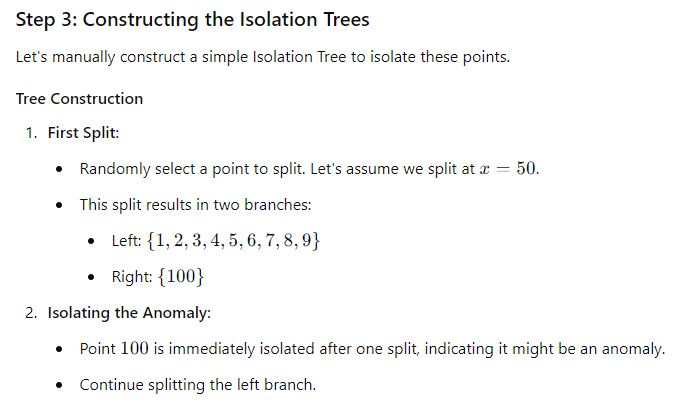 Step 3: Constructing the Isolation Trees
Let's manually construct a simple Isolation Tree to isolate these points.
Tree Construction
1. First Split:
• Randomly select a point to split. Let's assume we split at x = 50.
• This split results in two branches:
• Left: {1, 2, 3, 4, 5, 6, 7, 8, 9}
• Right: {100}
2. Isolating the Anomaly:
• Point 100 is immediately isolated after one split, indicating it might be an anomaly.
• Continue splitting the left branch.